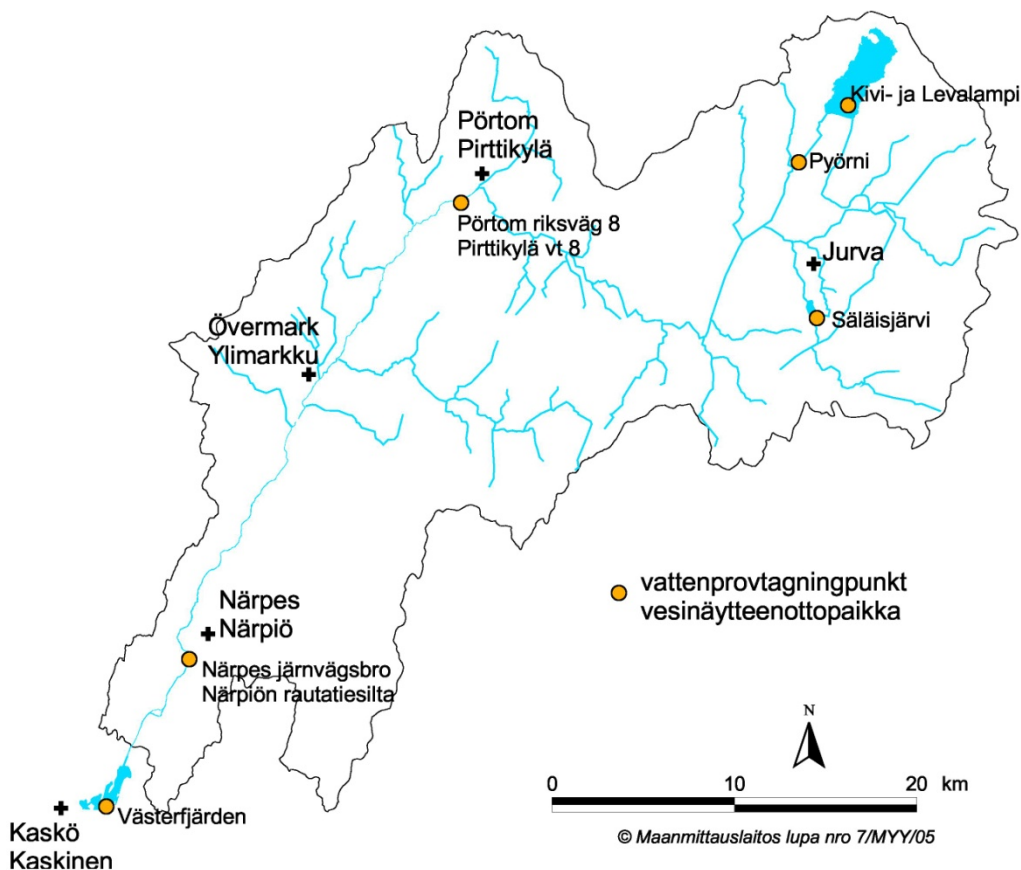 Kivi- ja Levalampi
Pörtom
Pirttikylä
Pyörni
Pörtom riksväg 8
Pirttikylä vt 8
Jurva
Säläisjärvi
Övermark
Ylimarkku
vattenprovtagningpunkt
vesinäytteenottopaikka
Närpes
Närpiö
Närpes järnvägsbro
Närpiön rautatiesilta
N
0 10 20 km
Västerfjärden
Kaskö
Kaskinen
© Maanmittauslaitos lupa nro 7/MYY/05